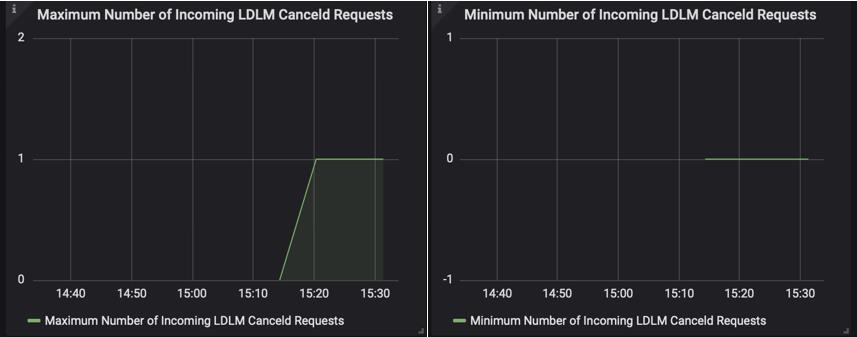 Maximum Number of Incoming LDLM Canceld Requests
2
1
0
14:40 14:50 15:00 15:10 15:20 15:30
Maximum Number of Incoming LDLM Canceld Requests
Minimum Number of Incoming LDLM Canceld Requests
1
0
-1
14:40 14:50 15:00 15:10 15:20 15:30
Minimum Number of Incoming LDLM Canceld Requests